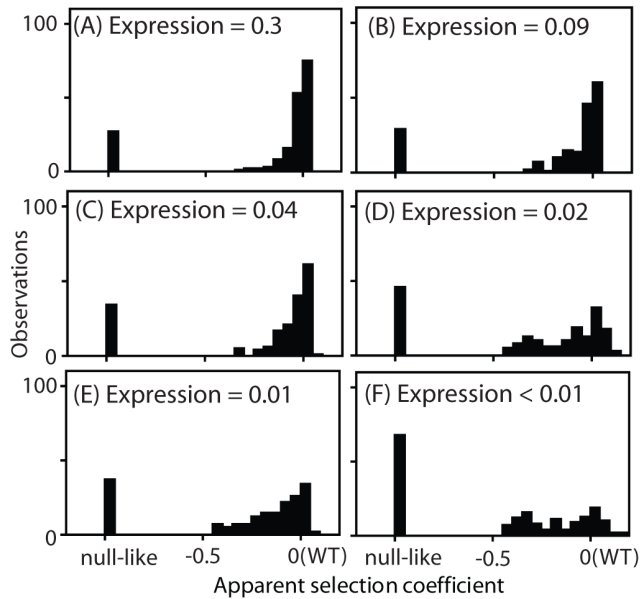 100
(A) Expression = 0.3
(B) Expression = 0.09
0
100
(C) Expression = 0.04
(D) Expression = 0.02
Observations
0
100
(E) Expression = 0.01
(F) Expression < 0.01
0
null-like -0.5 0(WT)
null-like -0.5 0(WT)
Apparent selection coefficient